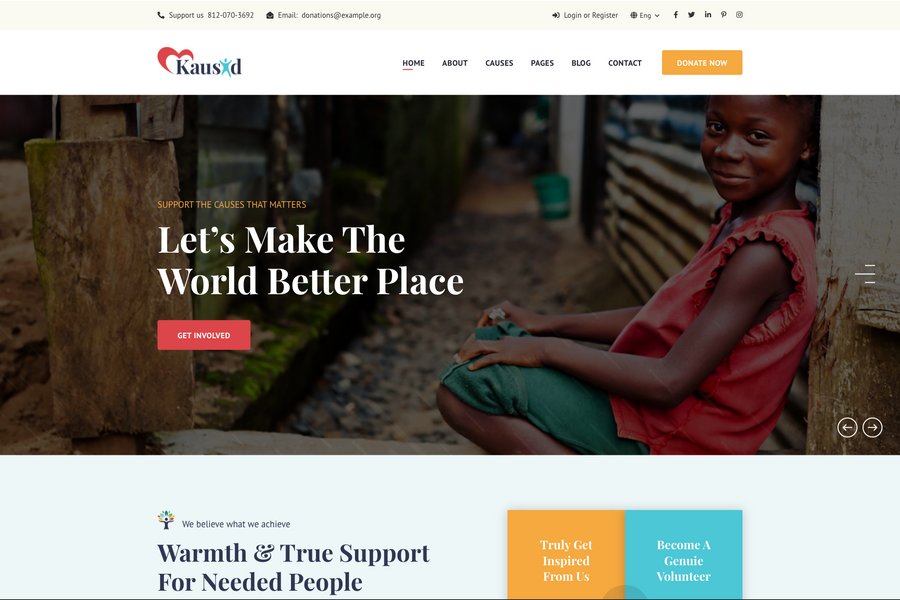 Support us 812-070-3692
Email: donations@example.org
Login or Register
Eng
Kausid
HOME
ABOUT
CAUSES
PAGES
BLOG
CONTACT
DONATE NOW
SUPPORT THE CAUSES THAT MATTERS
Let's Make The
World Better Place
GET INVOLVED
We believe what we achieve
Warmth & True Support
For Needed People
Truly Get
Inspired
From Us
Become A
Genuie
Volunteer